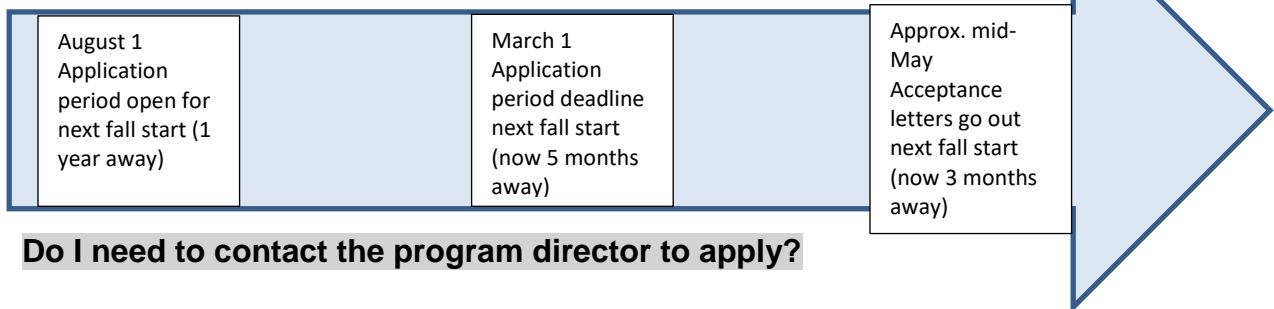 August 1
Application
period open for
next fall start (1
year away)
March 1
Application
period deadline
next fall start
(now 5 months
away)
Approx. mid-
May
Acceptance
letters go out
next fall start
(now 3 months
away)
Do I need to contact the program director to apply?